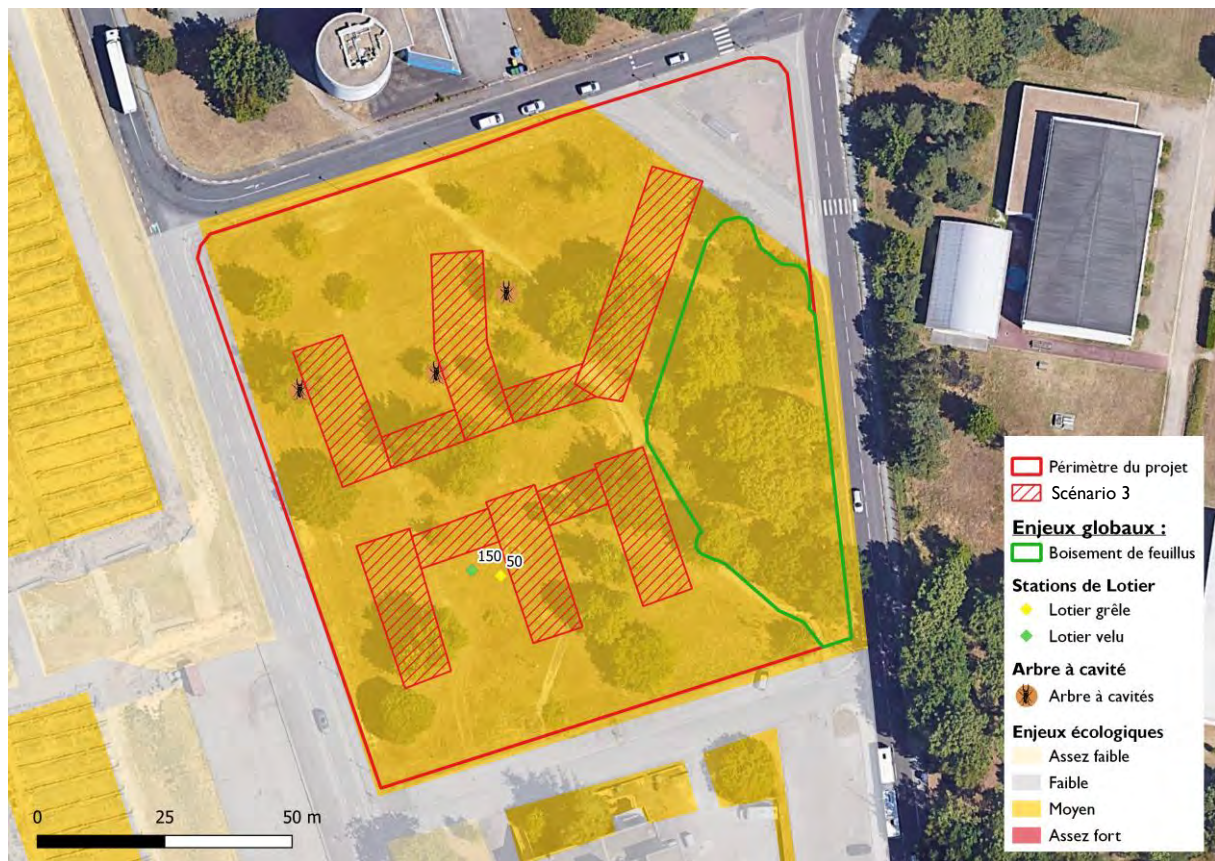 150
50
0
25
50 m
Périmètre du projet
Scénario 3
Enjeux globaux :
Boisement de feuillus
Stations de Lotier
Lotier grêle
Lotier velu
Arbre à cavité
Arbre à cavités
Enjeux écologiques
Assez faible
Faible
Moyen
Assez fort